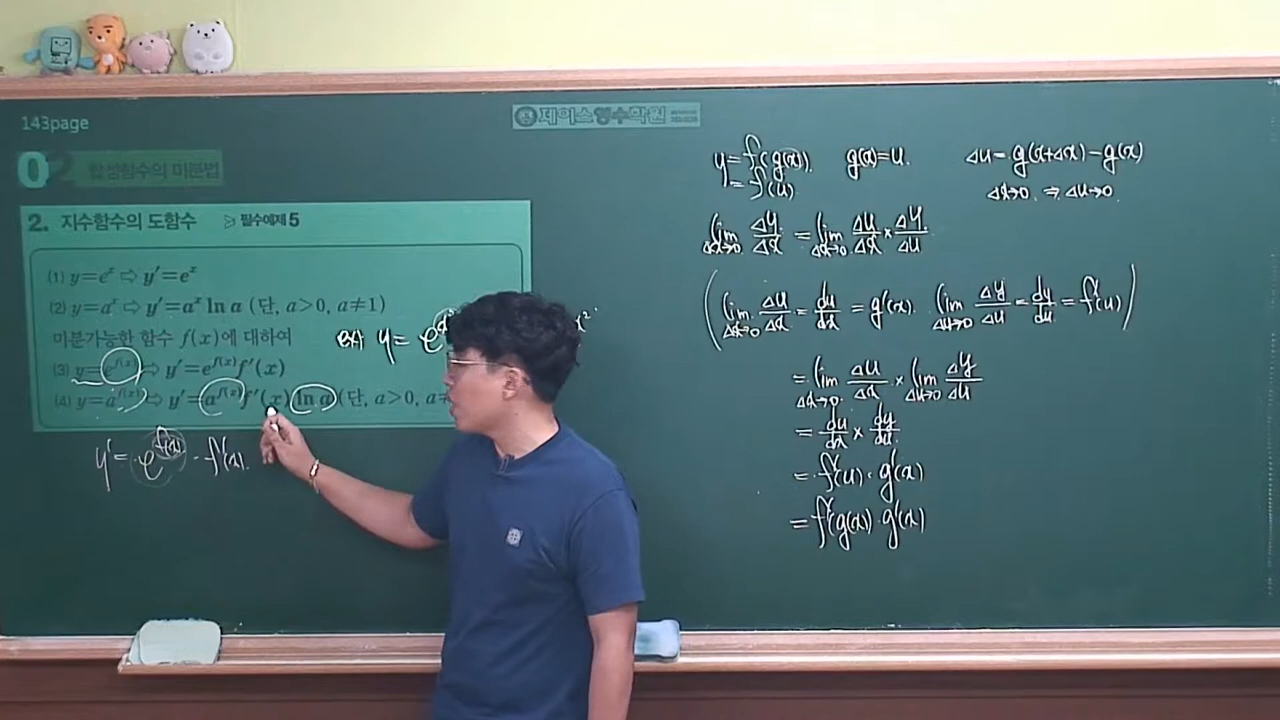 143page
제이스영수학원
02 합성함수의 미분법
2. 지수함수의 도함수 ≫ 필수예제 5
(1) y=e^x ⇨ y′=e^x
(2) y=a^x ⇨ y′=a^x ln a (단, a>0, a≠1)
미분가능한 함수 f(x)에 대하여
(3) y=e^{f(x)} ⇨ y′=e^{f(x)}f′(x)
(4) y=a^{f(x)} ⇨ y′=a^{f(x)}f′(x) ln a (단, a>0, a≠
ex) y= e
y′= e^{f(x)} · f′(x).
y=f(g(x)). g(x)=u. Δu=g(x+Δx)-g(x)
=f(u) Δx→0. ⇒ Δu→0.
lim Δx→0 Δy/Δx = lim Δx→0 Δu/Δx × Δy/Δu
( lim Δx→0 Δu/Δx = du/dx = g′(x). lim Δu→0 Δy/Δu = dy/du = f′(u) )
= lim Δx→0 Δu/Δx × lim Δu→0 Δy/Δu
= du/dx × dy/du
= f′(u) · g′(x)
= f′(g(x)) · g′(x)